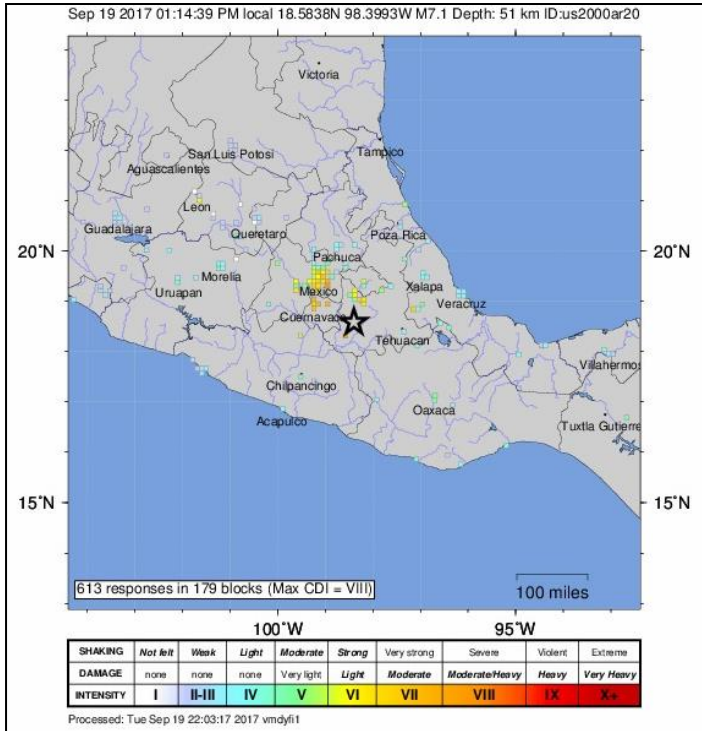 Sep 19 2017 01:14:39 PM local 18.5838N 98.3993W M7.1 Depth: 51 km ID:us2000ar20
Victoria
San Luis Potosi
Tampico
Aguascalientes
Leon
Guadalajara
Queretaro
Poza Rica
20˚N
20˚N
Pachuca
Morelia
Mexico
Xalapa
Uruapan
Veracruz
Cuernavaca
Tehuacan
Villahermos
Chilpancingo
Oaxaca
Acapulco
Tuxtla Gutierre
15˚N
15˚N
613 responses in 179 blocks (Max CDI = VIII)
100 miles
100˚W
95˚W
SHAKING Not felt Weak Light Moderate Strong Very strong Severe Violent Extreme
DAMAGE none none none Very light Light Moderate Moderate/Heavy Heavy Very Heavy
INTENSITY I II-III IV V VI VII VIII IX X+
Processed: Tue Sep 19 22:03:17 2017 vmdyfi1